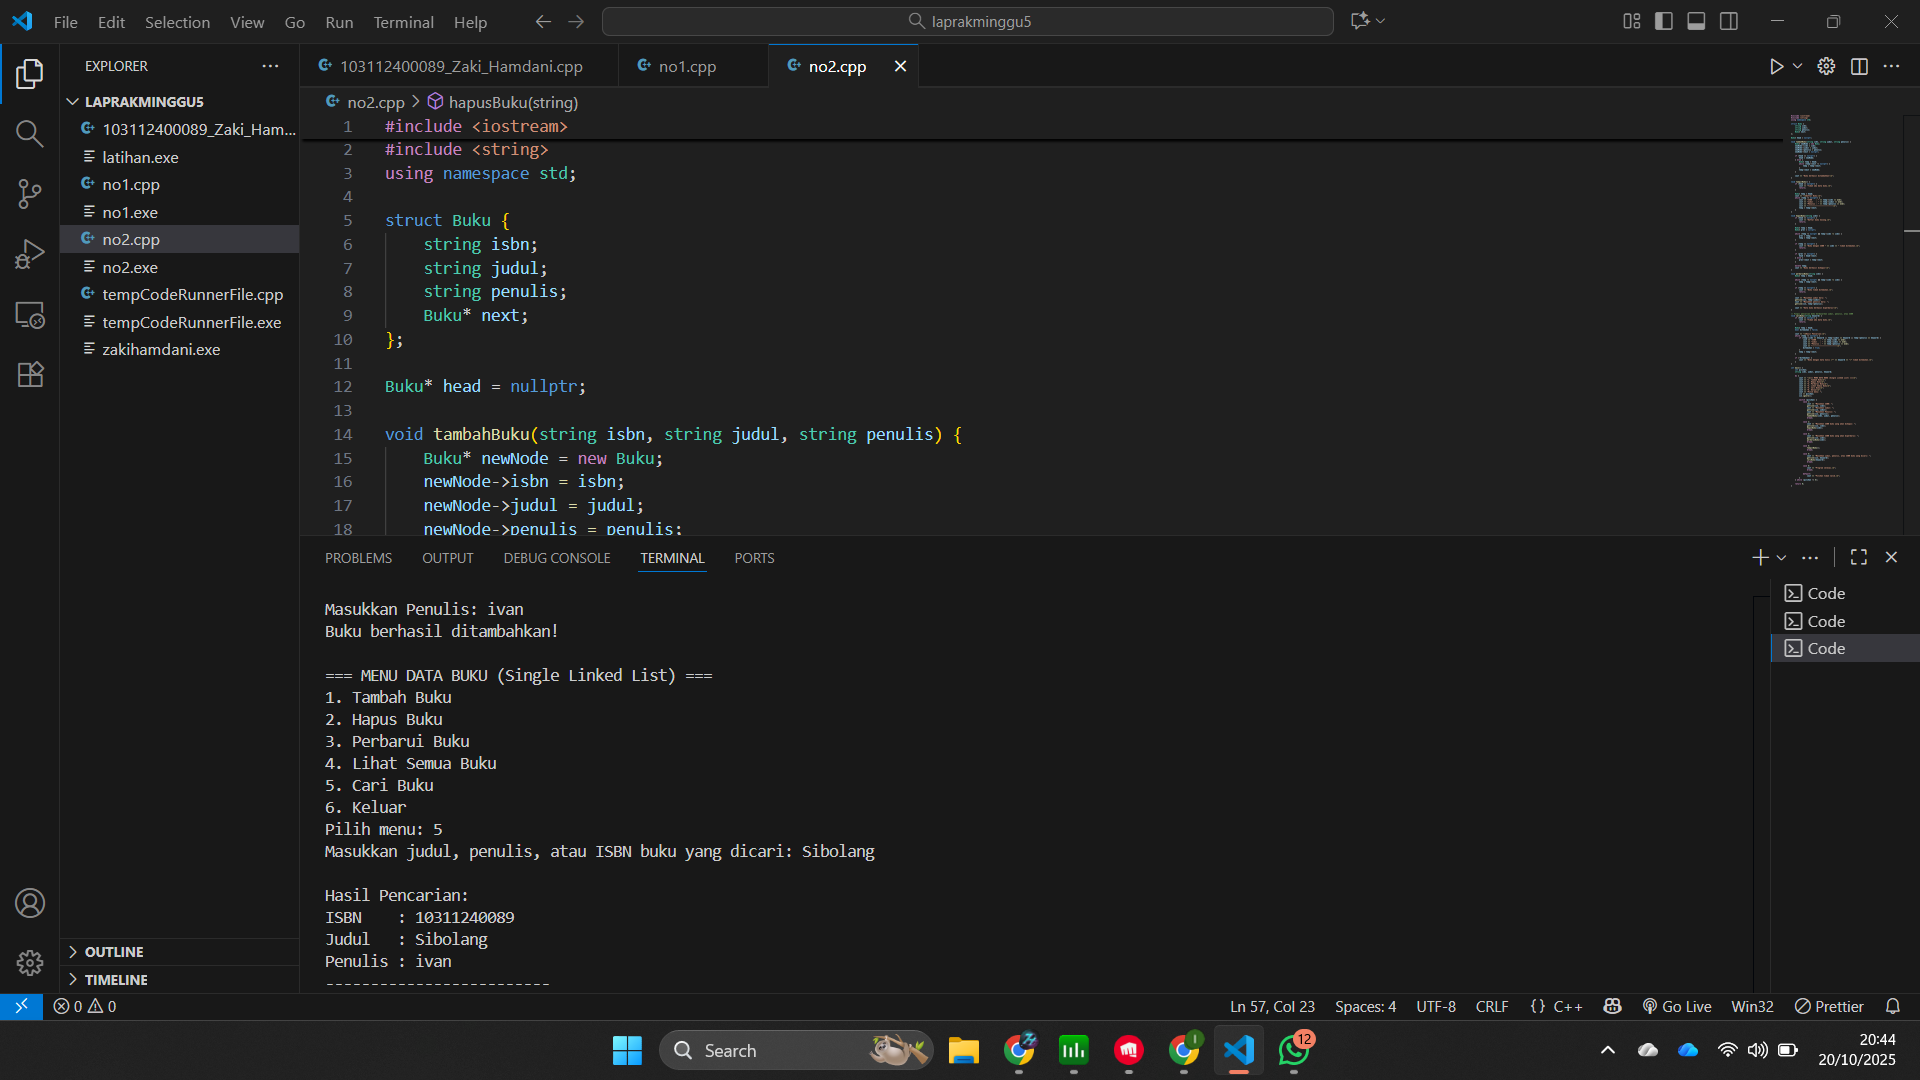 File Edit Selection View Go Run Terminal Help
laprakminggu5
EXPLORER
LAPRAKMINGGU5
103112400089_Zaki_Ham...
latihan.exe
no1.cpp
no1.exe
no2.cpp
no2.exe
tempCodeRunnerFile.cpp
tempCodeRunnerFile.exe
zakihamdani.exe
OUTLINE
TIMELINE
103112400089_Zaki_Hamdani.cpp
no1.cpp
no2.cpp
no2.cpp > hapusBuku(string)
1 #include <iostream>
2 #include <string>
3 using namespace std;
4
5 struct Buku {
6 string isbn;
7 string judul;
8 string penulis;
9 Buku* next;
10 };
11
12 Buku* head = nullptr;
13
14 void tambahBuku(string isbn, string judul, string penulis) {
15 Buku* newNode = new Buku;
16 newNode->isbn = isbn;
17 newNode->judul = judul;
18 newNode->penulis = penulis;
PROBLEMS OUTPUT DEBUG CONSOLE TERMINAL PORTS
Masukkan Penulis: ivan
Buku berhasil ditambahkan!
=== MENU DATA BUKU (Single Linked List) ===
1. Tambah Buku
2. Hapus Buku
3. Perbarui Buku
4. Lihat Semua Buku
5. Cari Buku
6. Keluar
Pilih menu: 5
Masukkan judul, penulis, atau ISBN buku yang dicari: Sibolang
Hasil Pencarian:
ISBN : 10311240089
Judul : Sibolang
Penulis : ivan
-------------------------
Code
Code
Code
0 0
Ln 57, Col 23 Spaces: 4 UTF-8 CRLF {} C++ Go Live Win32 Prettier
Search
12
20:44
20/10/2025